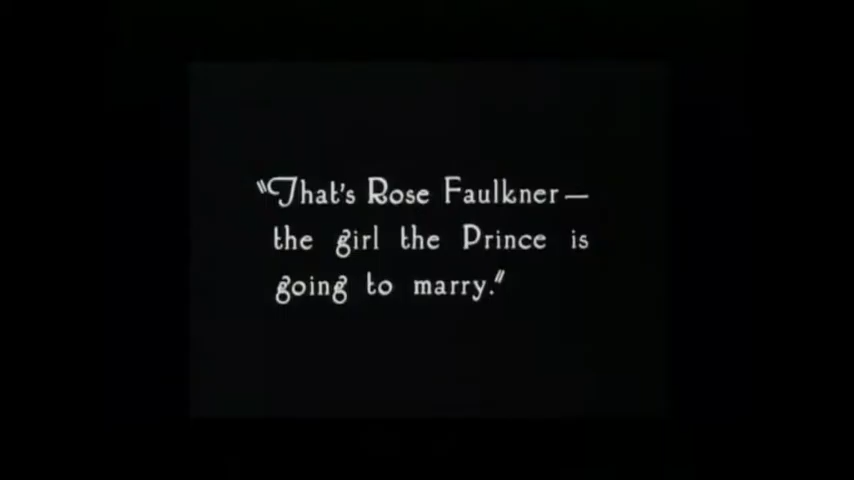 "That's Rose Faulkner—
the girl the Prince is
going to marry."